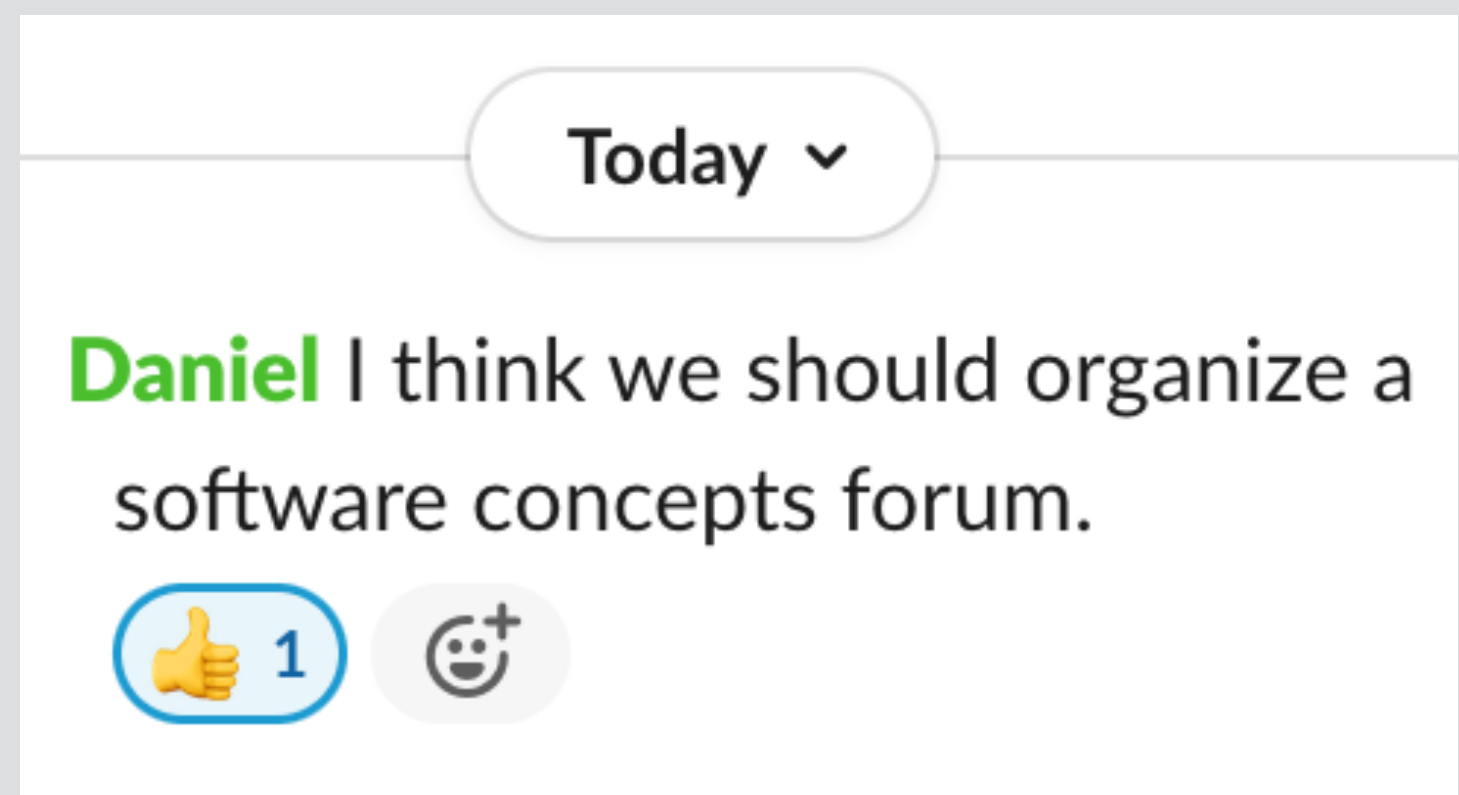 Today
Daniel I think we should organize a
software concepts forum.
👍 1